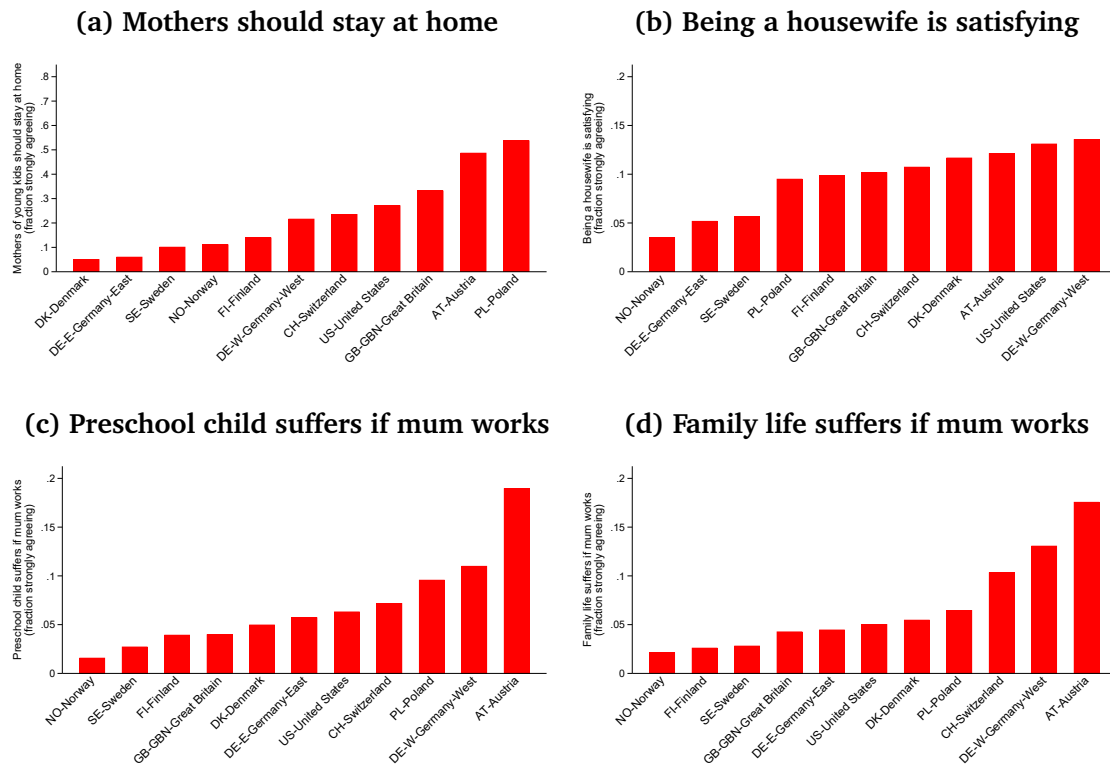 (a) Mothers should stay at home
Mothers of young kids should stay at home
(fraction strongly agreeing)
.8
.7
.6
.5
.4
.3
.2
.1
0
DK-Denmark
DE-E-Germany-East
SE-Sweden
NO-Norway
FI-Finland
DE-W-Germany-West
CH-Switzerland
US-United States
GB-GBN-Great Britain
AT-Austria
PL-Poland
(b) Being a housewife is satisfying
Being a housewife is satisfying
(fraction strongly agreeing)
.2
.15
.1
.05
0
NO-Norway
DE-E-Germany-East
SE-Sweden
PL-Poland
FI-Finland
GB-GBN-Great Britain
CH-Switzerland
DK-Denmark
AT-Austria
US-United States
DE-W-Germany-West
(c) Preschool child suffers if mum works
Preschool child suffers if mum works
(fraction strongly agreeing)
.2
.15
.1
.05
0
NO-Norway
SE-Sweden
FI-Finland
GB-GBN-Great Britain
DK-Denmark
DE-E-Germany-East
US-United States
CH-Switzerland
PL-Poland
DE-W-Germany-West
AT-Austria
(d) Family life suffers if mum works
Family life suffers if mum works
(fraction strongly agreeing)
.2
.15
.1
.05
0
NO-Norway
FI-Finland
SE-Sweden
GB-GBN-Great Britain
DE-E-Germany-East
US-United States
DK-Denmark
PL-Poland
CH-Switzerland
DE-W-Germany-West
AT-Austria